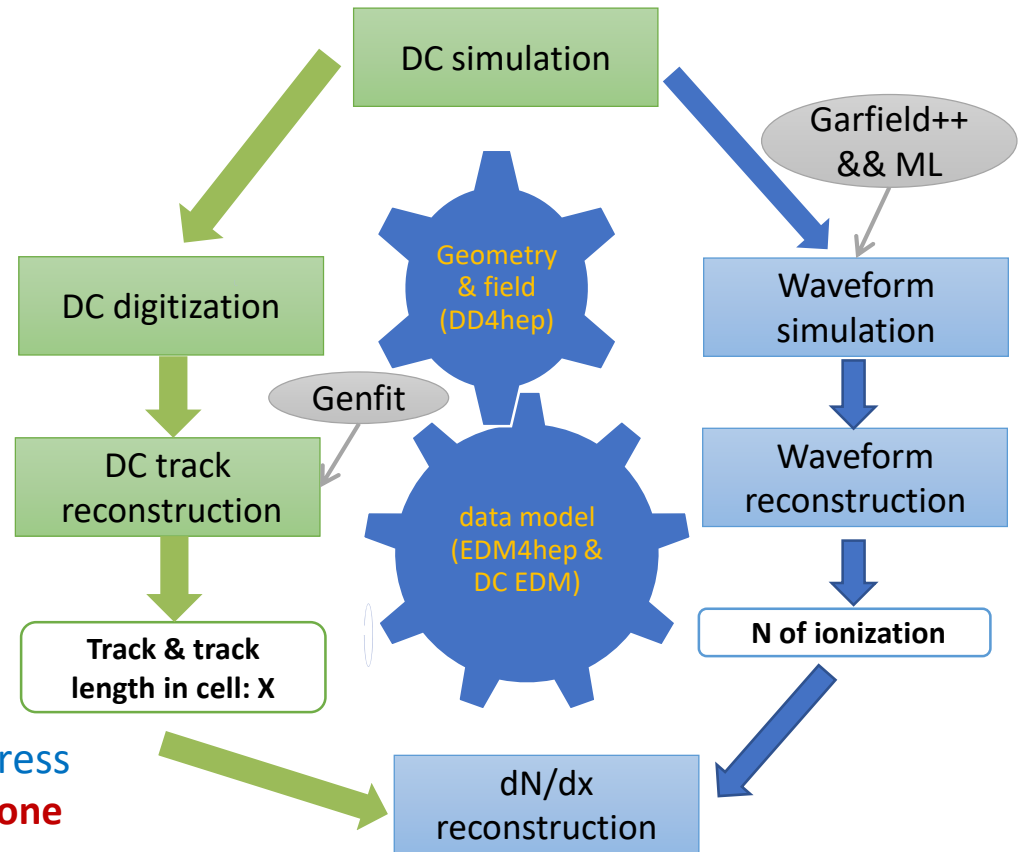 DC simulation
Garfield++
&& ML
Geometry
& field
(DD4hep)
DC digitization
Waveform
simulation
Genfit
DC track
reconstruction
Waveform
reconstruction
data model
(EDM4hep &
DC EDM)
N of ionization
Track & track
length in cell: X
ress
one
dN/dx
reconstruction